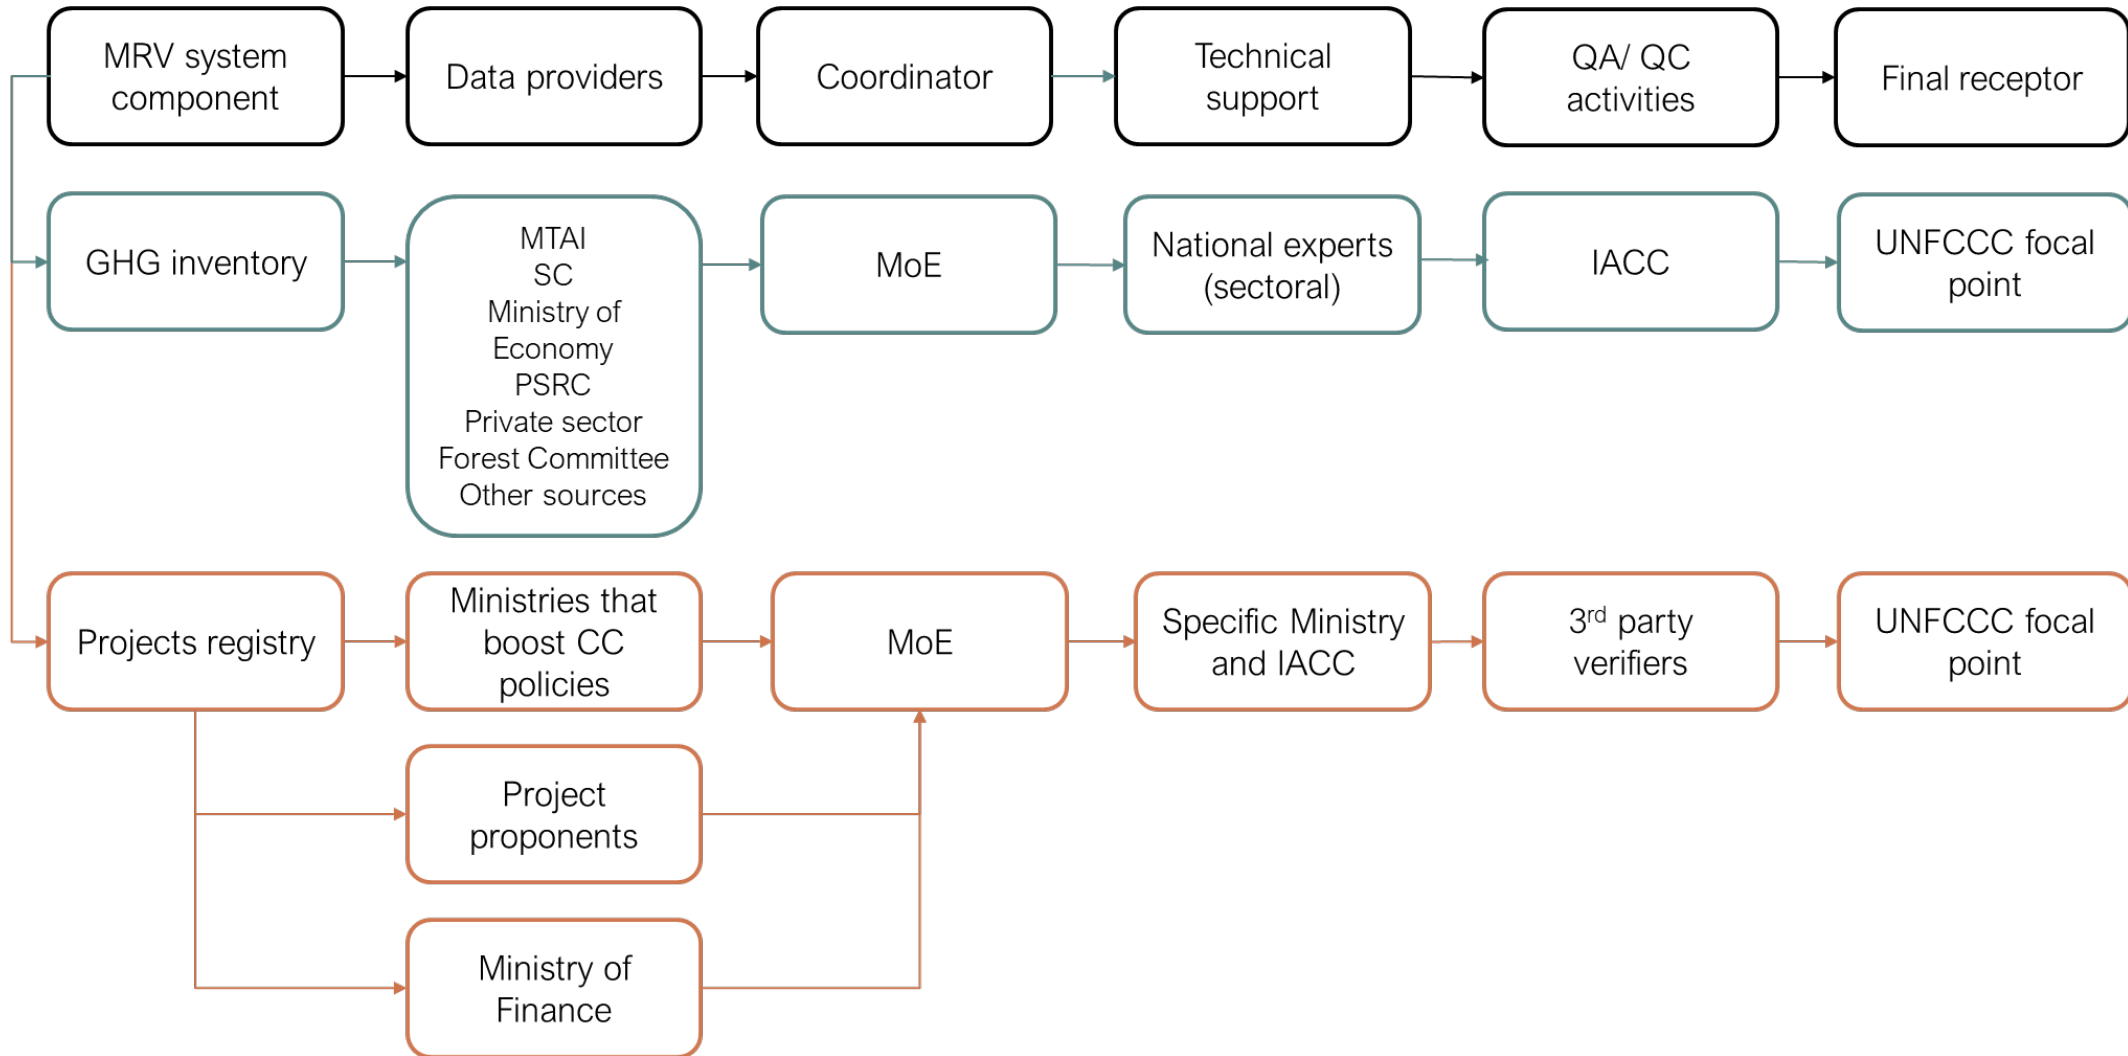 MRV system
component
Data providers
Coordinator
Technical
support
QA/ QC
activities
Final receptor
GHG inventory
MTAI
SC
Ministry of
Economy
PSRC
Private sector
Forest Committee
Other sources
MoE
National experts
(sectoral)
IACC
UNFCCC focal
point
Projects registry
Ministries that
boost CC
policies
MoE
Specific Ministry
and IACC
3rd party
verifiers
UNFCCC focal
point
Project
proponents
Ministry of
Finance